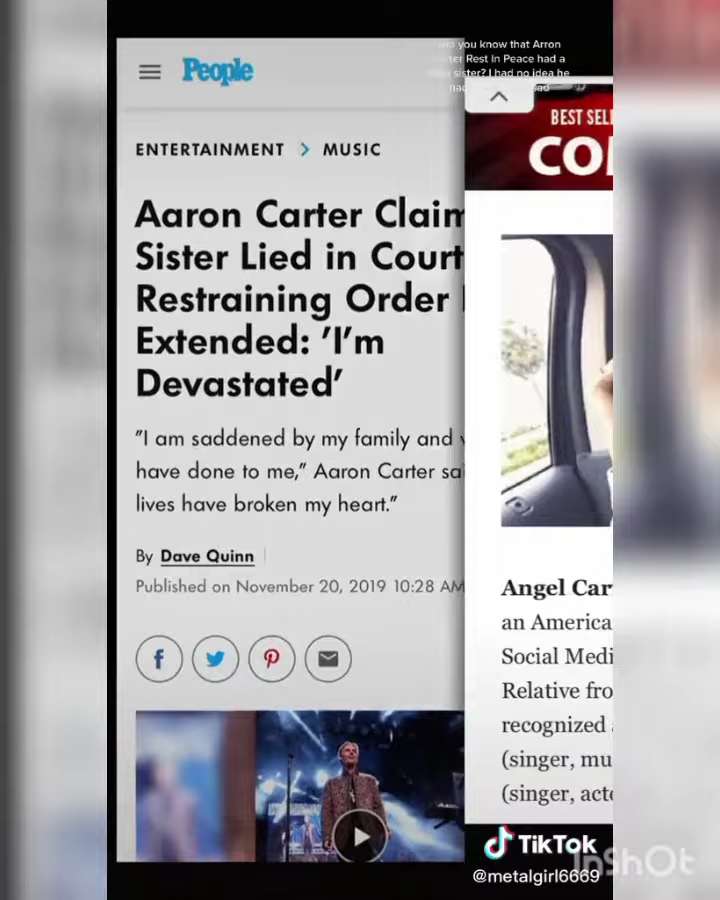 you know that Arron
Rest In Peace had a
sister? I had no idea he
People
ENTERTAINMENT > MUSIC
Aaron Carter Claim
Sister Lied in Court
Restraining Order
Extended: 'I'm
Devastated'
"I am saddened by my family and
have done to me," Aaron Carter sa
lives have broken my heart."
By Dave Quinn
Published on November 20, 2019 10:28 AM
BEST SEL
CO
Angel Car
an America
Social Medi
Relative fro
recognized
(singer, mu
(singer, act
TikTok
@metalgirl6669
InShOt